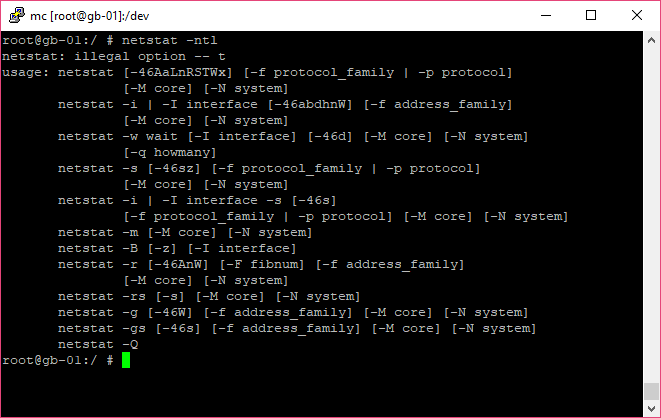 mc [root@gb-01]:/dev
root@gb-01:/ # netstat -ntl
netstat: illegal option -- t
usage: netstat [-46AaLnRSTWx] [-f protocol_family | -p protocol]
               [-M core] [-N system]
       netstat -i | -I interface [-46abdhnW] [-f address_family]
               [-M core] [-N system]
       netstat -w wait [-I interface] [-46d] [-M core] [-N system]
               [-q howmany]
       netstat -s [-46sz] [-f protocol_family | -p protocol]
               [-M core] [-N system]
       netstat -i | -I interface -s [-46s]
               [-f protocol_family | -p protocol] [-M core] [-N system]
       netstat -m [-M core] [-N system]
       netstat -B [-z] [-I interface]
       netstat -r [-46AnW] [-F fibnum] [-f address_family]
               [-M core] [-N system]
       netstat -rs [-s] [-M core] [-N system]
       netstat -g [-46W] [-f address_family] [-M core] [-N system]
       netstat -gs [-46s] [-f address_family] [-M core] [-N system]
       netstat -Q
root@gb-01:/ #